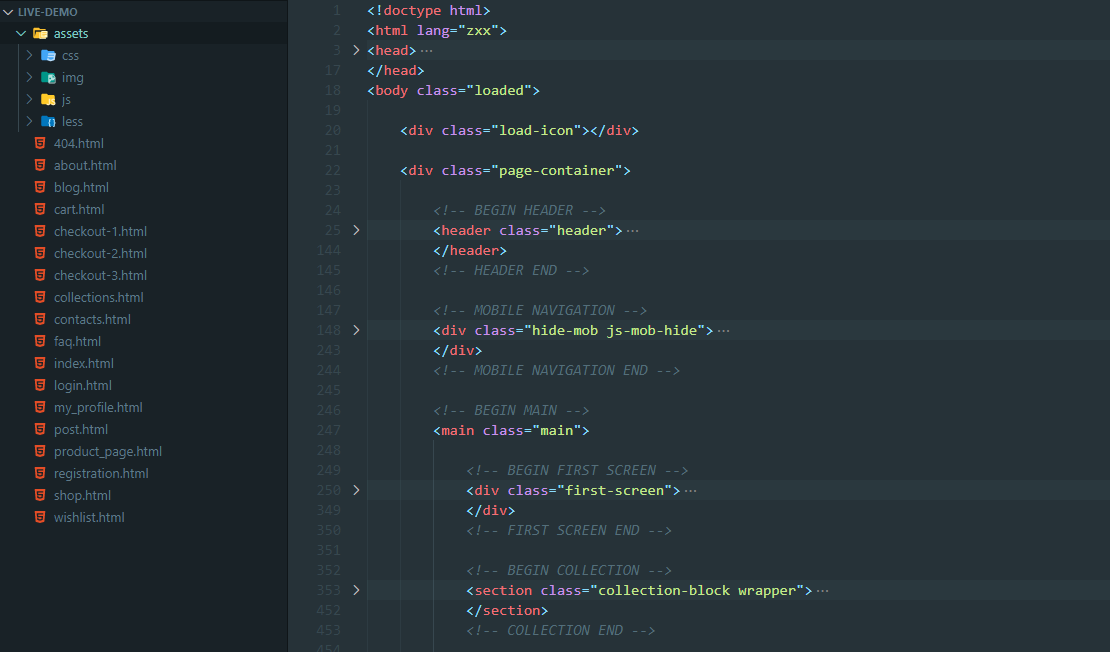 LIVE-DEMO
assets
css
img
js
less
404.html
about.html
blog.html
cart.html
checkout-1.html
checkout-2.html
checkout-3.html
collections.html
contacts.html
faq.html
index.html
login.html
my_profile.html
post.html
product_page.html
registration.html
shop.html
wishlist.html
1 <!doctype html>
2 <html lang="zxx">
3 <head> ···
17 </head>
18 <body class="loaded">
19
20 <div class="load-icon"></div>
21
22 <div class="page-container">
23
24 <!-- BEGIN HEADER -->
25 <header class="header"> ···
144 </header>
145 <!-- HEADER END -->
146
147 <!-- MOBILE NAVIGATION -->
148 <div class="hide-mob js-mob-hide"> ···
243 </div>
244 <!-- MOBILE NAVIGATION END -->
245
246 <!-- BEGIN MAIN -->
247 <main class="main">
248
249 <!-- BEGIN FIRST SCREEN -->
250 <div class="first-screen"> ···
349 </div>
350 <!-- FIRST SCREEN END -->
351
352 <!-- BEGIN COLLECTION -->
353 <section class="collection-block wrapper"> ···
452 </section>
453 <!-- COLLECTION END -->
454